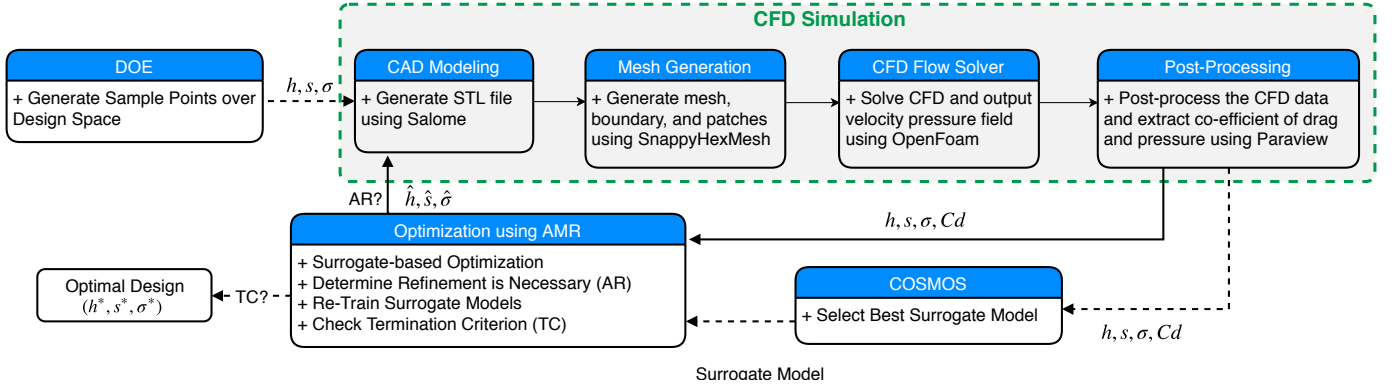 CFD Simulation
DOE
+ Generate Sample Points over
Design Space
h, s, σ
CAD Modeling
+ Generate STL file
using Salome
Mesh Generation
+ Generate mesh,
boundary, and patches
using SnappyHexMesh
CFD Flow Solver
+ Solve CFD and output
velocity pressure field
using OpenFoam
Post-Processing
+ Post-process the CFD data
and extract co-efficient of drag
and pressure using Paraview
AR?
ĥ, ŝ, σ̂
h, s, σ, Cd
Optimization using AMR
+ Surrogate-based Optimization
+ Determine Refinement is Necessary (AR)
+ Re-Train Surrogate Models
+ Check Termination Criterion (TC)
TC?
Optimal Design
(h*, s*, σ*)
COSMOS
+ Select Best Surrogate Model
h, s, σ, Cd
Surrogate Model